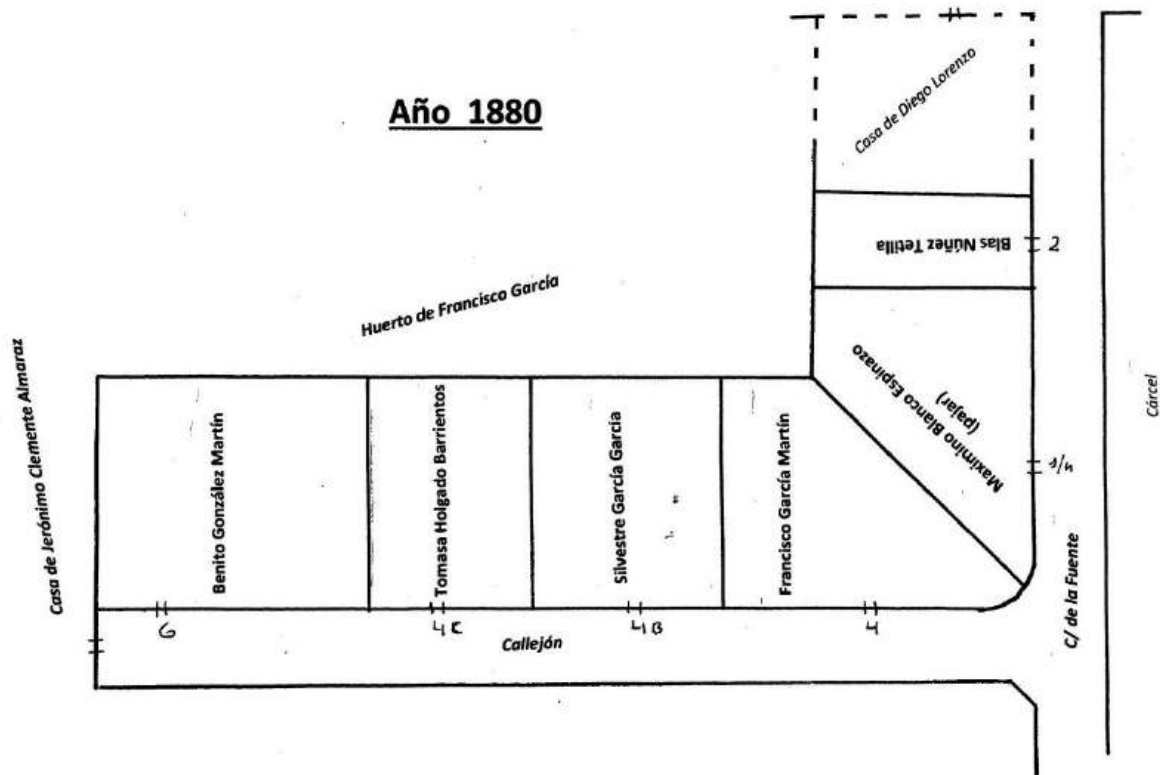 Año 1880
Casa de Diego Lorenzo
Blas Núñez Tetilla
2
Huerto de Francisco García
Maximino Blanco Espinazo
(pajar)
s/n
Cárcel
Casa de Jerónimo Clemente Almaraz
Benito González Martín
Tomasa Holgado Barrientos
Silvestre García García
Francisco García Martín
6
4C
4B
4
Callejón
C/ de la Fuente